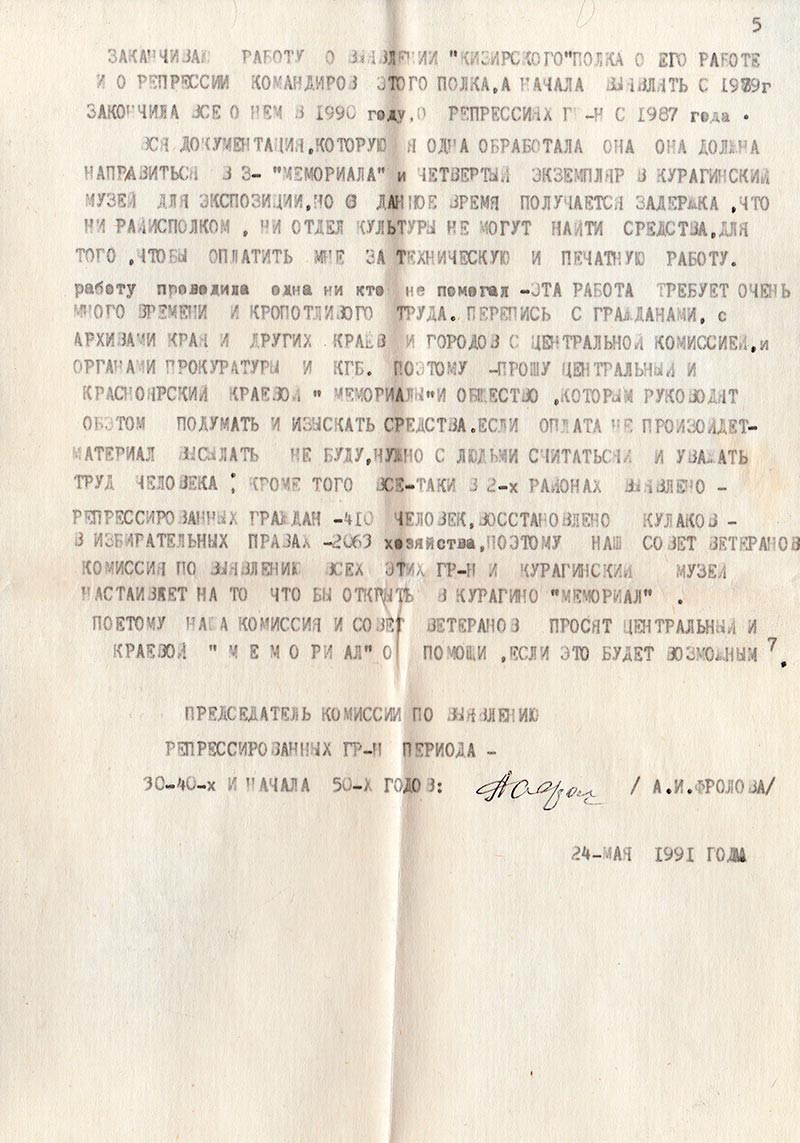 5
ЗАКАНЧИВАЮ РАБОТУ О ВЫЯВЛЕНИИ "КИЗИРСКОГО"ПОЛКА О ЕГО РАБОТЕ
И О РЕПРЕССИИ КОМАНДИРОВ ЭТОГО ПОЛКА,А НАЧАЛА ВЫЯВЛЯТЬ С 1979г
ЗАКОНЧИЛА ВСЕ О НЕМ В 1990 году,О РЕПРЕССИЯХ ГР-Н С 1987 года .
ВСЯ ДОКУМЕНТАЦИЯ,КОТОРУЮ Я ОДНА ОБРАБОТАЛА ОНА ОНА ДОЛЖНА
НАПРАВИТЬСЯ В 3- "МЕМОРИАЛА" и ЧЕТВЕРТЫЙ ЭКЗЕМПЛЯР В КУРАГИНСКИЙ
МУЗЕЙ ДЛЯ ЭКСПОЗИЦИИ,НО В ДАННОЕ ВРЕМЯ ПОЛУЧАЕТСЯ ЗАДЕРЖКА ,ЧТО
НИ РАЙИСПОЛКОМ , НИ ОТДЕЛ КУЛЬТУРЫ НЕ МОГУТ НАЙТИ СРЕДСТВА,ДЛЯ
ТОГО ,ЧТОБЫ ОПЛАТИТЬ МНЕ ЗА ТЕХНИЧЕСКУЮ И ПЕЧАТНУЮ РАБОТУ.
работу проводила одна ни кто не помогал -ЭТА РАБОТА ТРЕБУЕТ ОЧЕНЬ
МНОГО ВРЕМЕНИ И КРОПОТЛИВОГО ТРУДА. ПЕРЕПИСЬ С ГРАЖДАНАМИ, с
АРХИВАМИ КРАЯ И ДРУГИХ КРАЕВ И ГОРОДОВ С ЦЕНТРАЛЬНОЙ КОМИССИЕЙ,и
ОРГАНАМИ ПРОКУРАТУРЫ И КГБ. ПОЭТОМУ -ПРОШУ ЦЕНТРАЛЬНЫЙ И
КРАСНОЯРСКИЙ КРАЕВОЙ " МЕМОРИАЛЫ"И ОБЩЕСТВО ,КОТОРЫМ РУКОВОДЯТ
ОБЭТОМ ПОДУМАТЬ И ИЗЫСКАТЬ СРЕДСТВА.ЕСЛИ ОПЛАТА НЕ ПРОИЗОЙДЕТ-
МАТЕРИАЛ ВЫСЫЛАТЬ НЕ БУДУ,НУЖНО С ЛЮДЬМИ СЧИТАТЬСЯ И УВАЖАТЬ
ТРУД ЧЕЛОВЕКА ; КРОМЕ ТОГО ВСЕ-ТАКИ В 2-х РАЙОНАХ ВЫЯВЛЕНО -
РЕПРЕССИРОВАННЫХ ГРАЖДАН -410 ЧЕЛОВЕК,ВОССТАНОВЛЕНО КУЛАКОВ -
В ИЗБИРАТЕЛЬНЫХ ПРАВАХ -2063 хозяйства,ПОЭТОМУ НАШ СОВЕТ ВЕТЕРАНОВ
КОМИССИЯ ПО ВЫЯВЛЕНИЮ ВСЕХ ЭТИХ ГР-Н И КУРАГИНСКИЙ МУЗЕЙ
НАСТАИВАЕТ НА ТО ЧТО БЫ ОТКРЫТЬ В КУРАГИНО "МЕМОРИАЛ" .
ПОЕТОМУ НАША КОМИССИЯ И СОВЕТ ВЕТЕРАНОВ ПРОСЯТ ЦЕНТРАЛЬНЫЙ И
КРАЕВОЙ " М Е М О Р И АЛ" О ПОМОЩИ ,ЕСЛИ ЭТО БУДЕТ ВОЗМОЖНЫМ ?.
ПРЕДСЕДАТЕЛЬ КОМИССИИ ПО ВЫЯВЛЕНИЮ
РЕПРЕССИРОВАННЫХ ГР-Н ПЕРИОДА -
30-40-х И НАЧАЛА 50-Х ГОДОВ: / А.И.ФРОЛОВА/
24-МАЯ 1991 ГОДА